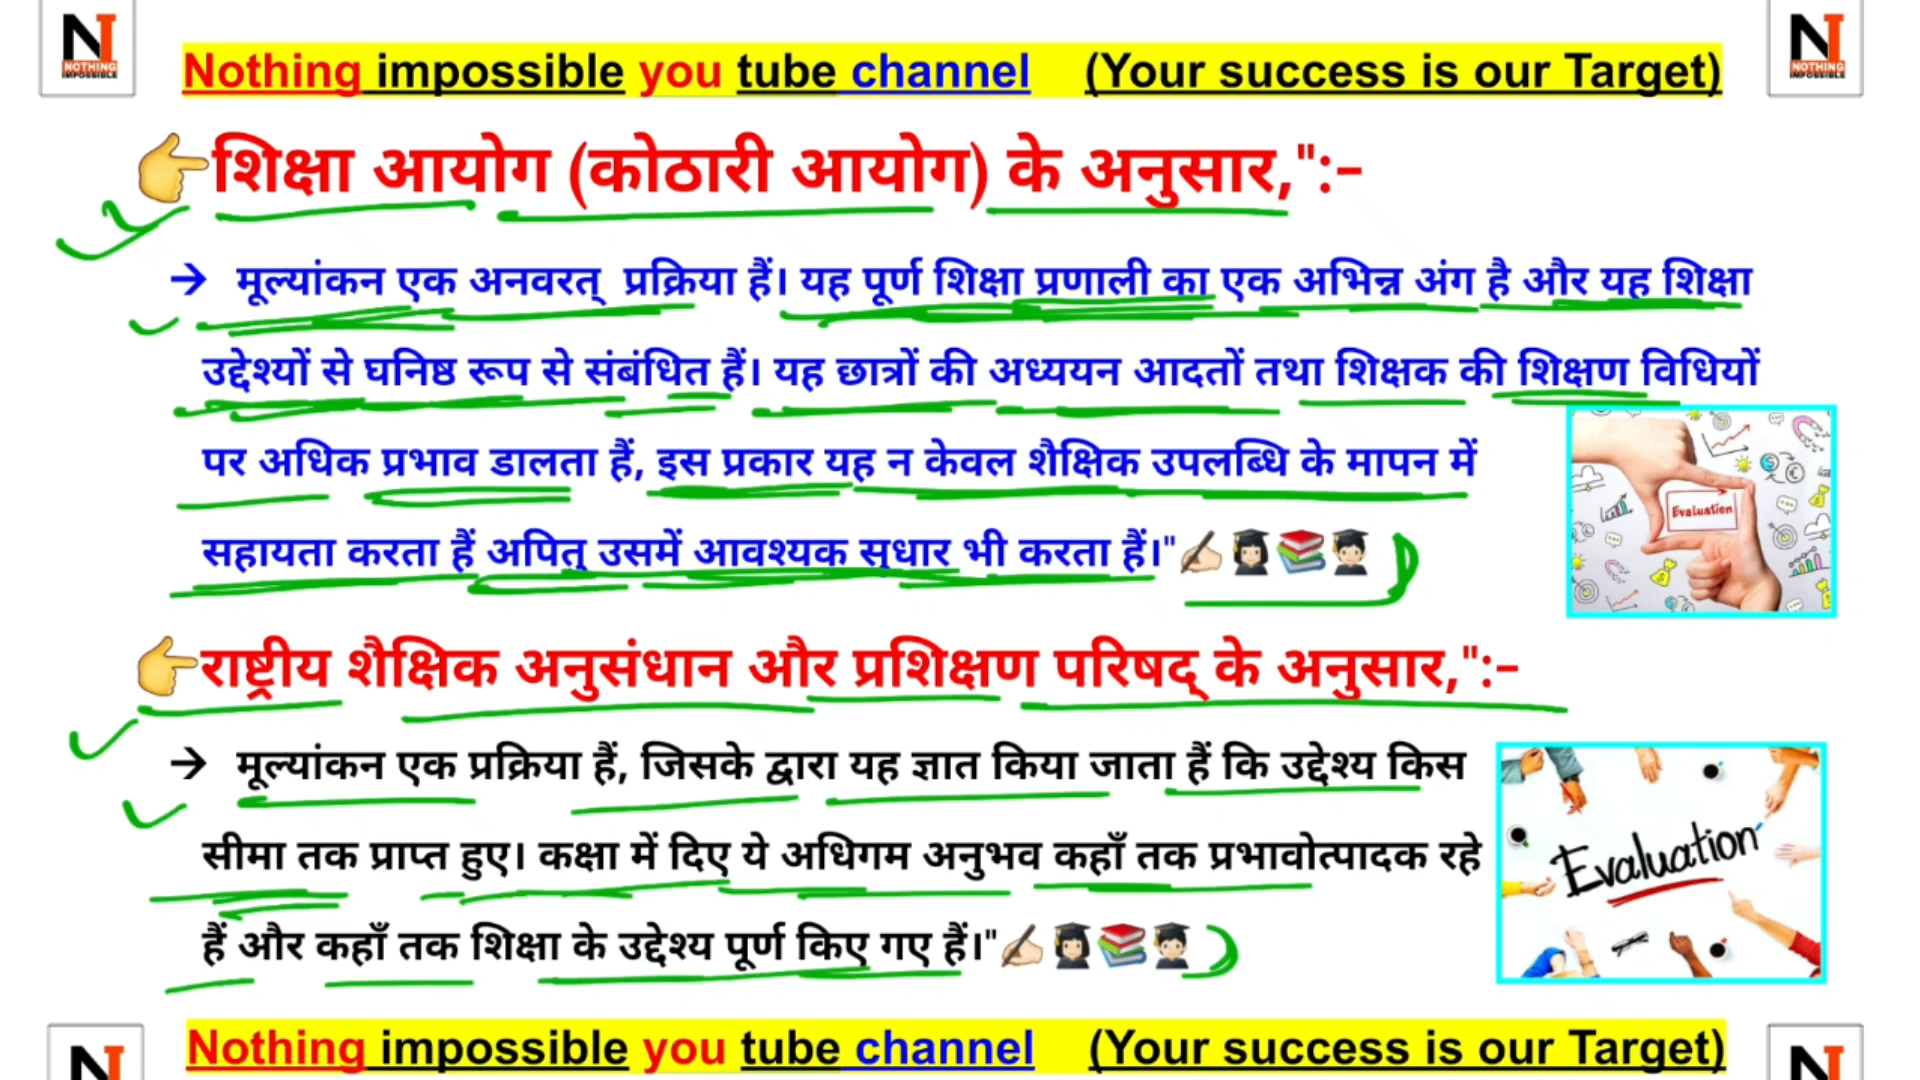 NOTHING
IMPOSSIBLE
Nothing impossible you tube channel (Your success is our Target)
NOTHING
IMPOSSIBLE
शिक्षा आयोग (कोठारी आयोग) के अनुसार,":-
→ मूल्यांकन एक अनवरत् प्रक्रिया हैं। यह पूर्ण शिक्षा प्रणाली का एक अभिन्न अंग है और यह शिक्षा
उद्देश्यों से घनिष्ठ रूप से संबंधित हैं। यह छात्रों की अध्ययन आदतों तथा शिक्षक की शिक्षण विधियों
पर अधिक प्रभाव डालता हैं, इस प्रकार यह न केवल शैक्षिक उपलब्धि के मापन में
सहायता करता हैं अपितु उसमें आवश्यक सुधार भी करता हैं।"
Evaluation
राष्ट्रीय शैक्षिक अनुसंधान और प्रशिक्षण परिषद् के अनुसार,":-
→ मूल्यांकन एक प्रक्रिया हैं, जिसके द्वारा यह ज्ञात किया जाता हैं कि उद्देश्य किस
सीमा तक प्राप्त हुए। कक्षा में दिए ये अधिगम अनुभव कहाँ तक प्रभावोत्पादक रहे
हैं और कहाँ तक शिक्षा के उद्देश्य पूर्ण किए गए हैं।"
Evaluation
Nothing impossible you tube channel (Your success is our Target)